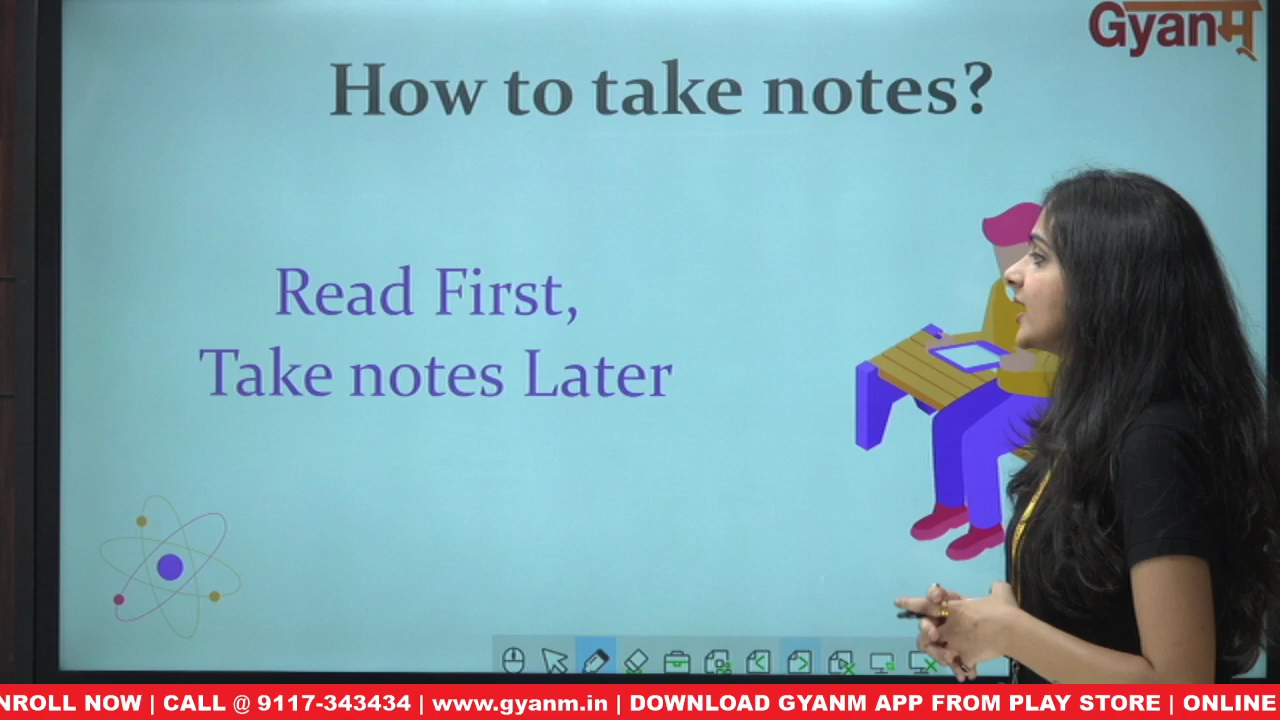 Gyanम्
How to take notes?
Read First,
Take notes Later
NROLL NOW | CALL @ 9117-343434 | www.gyanm.in | DOWNLOAD GYANM APP FROM PLAY STORE | ONLINE